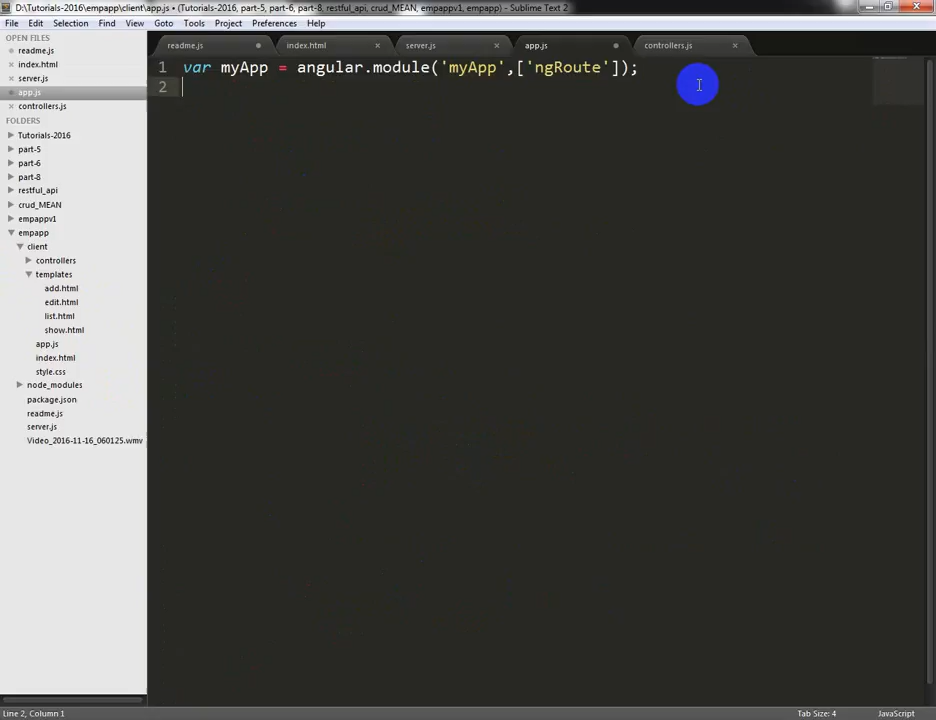 D:\Tutorials-2016\empapp\client\app.js • (Tutorials-2016, part-5, part-6, part-8, restful_api, crud_MEAN, empappv1, empapp) - Sublime Text 2
File Edit Selection Find View Goto Tools Project Preferences Help
OPEN FILES
readme.js
index.html
server.js
app.js
controllers.js
FOLDERS
Tutorials-2016
part-5
part-6
part-8
restful_api
crud_MEAN
empappv1
empapp
client
controllers
templates
add.html
edit.html
list.html
show.html
app.js
index.html
style.css
node_modules
package.json
readme.js
server.js
Video_2016-11-16_060125.wmv
readme.js index.html server.js app.js controllers.js
1 var myApp = angular.module('myApp',['ngRoute']);
2
Line 2, Column 1 Tab Size: 4 JavaScript